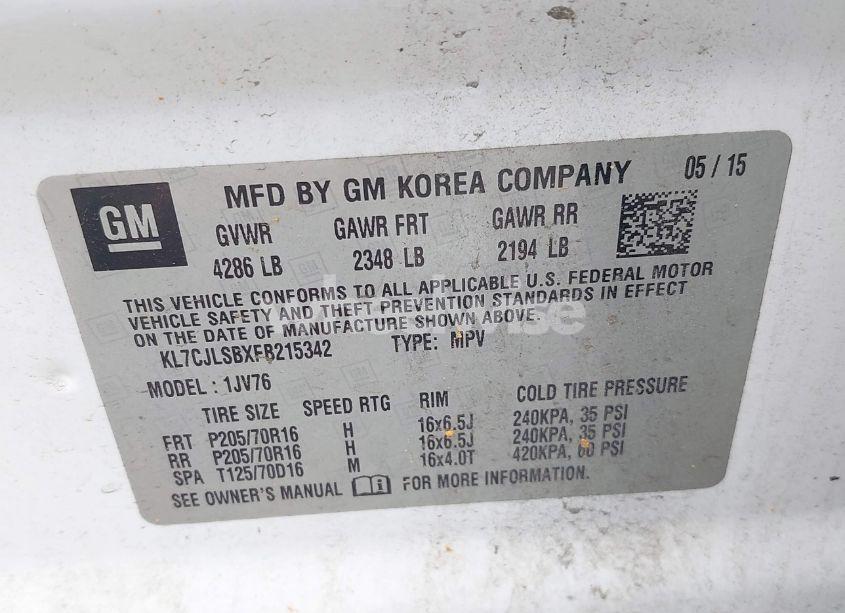 GM
MFD BY GM KOREA COMPANY 05 / 15
GVWR GAWR FRT GAWR RR
4286 LB 2348 LB 2194 LB
THIS VEHICLE CONFORMS TO ALL APPLICABLE U.S. FEDERAL MOTOR
VEHICLE SAFETY AND THEFT PREVENTION STANDARDS IN EFFECT
ON THE DATE OF MANUFACTURE SHOWN ABOVE.
KL7CJLSBXFB215342 TYPE: MPV
MODEL : 1JV76
TIRE SIZE SPEED RTG RIM COLD TIRE PRESSURE
FRT P205/70R16 H 16x6.5J 240KPA, 35 PSI
RR P205/70R16 H 16x6.5J 240KPA, 35 PSI
SPA T125/70D16 M 16x4.0T 420KPA, 60 PSI
SEE OWNER'S MANUAL FOR MORE INFORMATION.